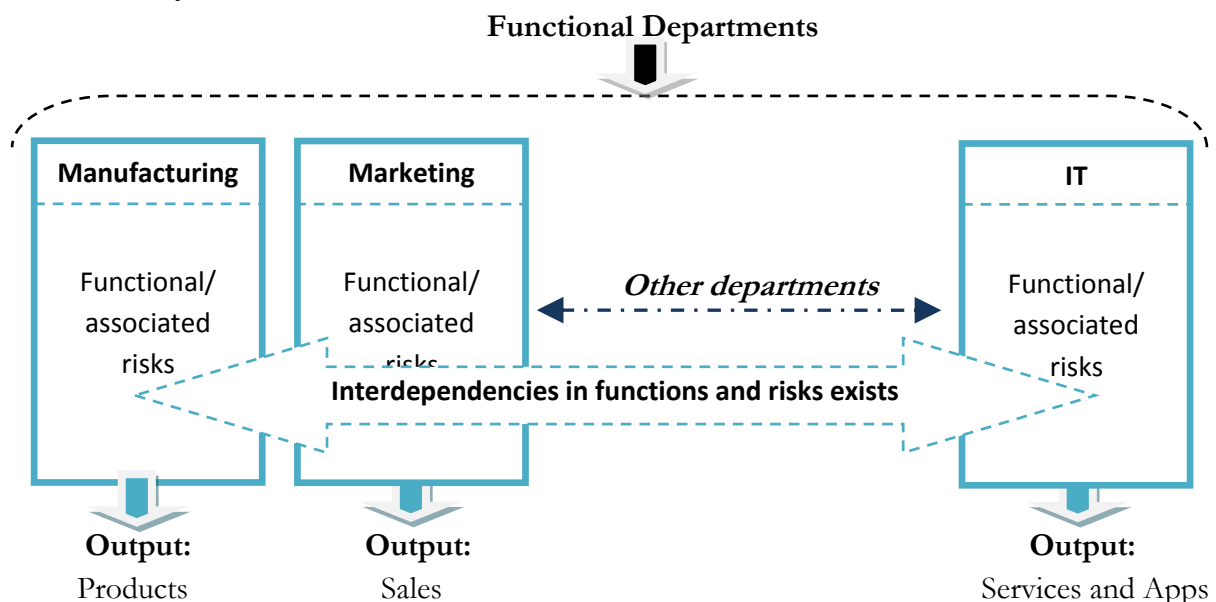 Functional Departments
Manufacturing
Functional/
associated
risks
Marketing
Functional/
associated
risks
Other departments
IT
Functional/
associated
risks
Interdependencies in functions and risks exists
Output:
Products
Output:
Sales
Output:
Services and Apps